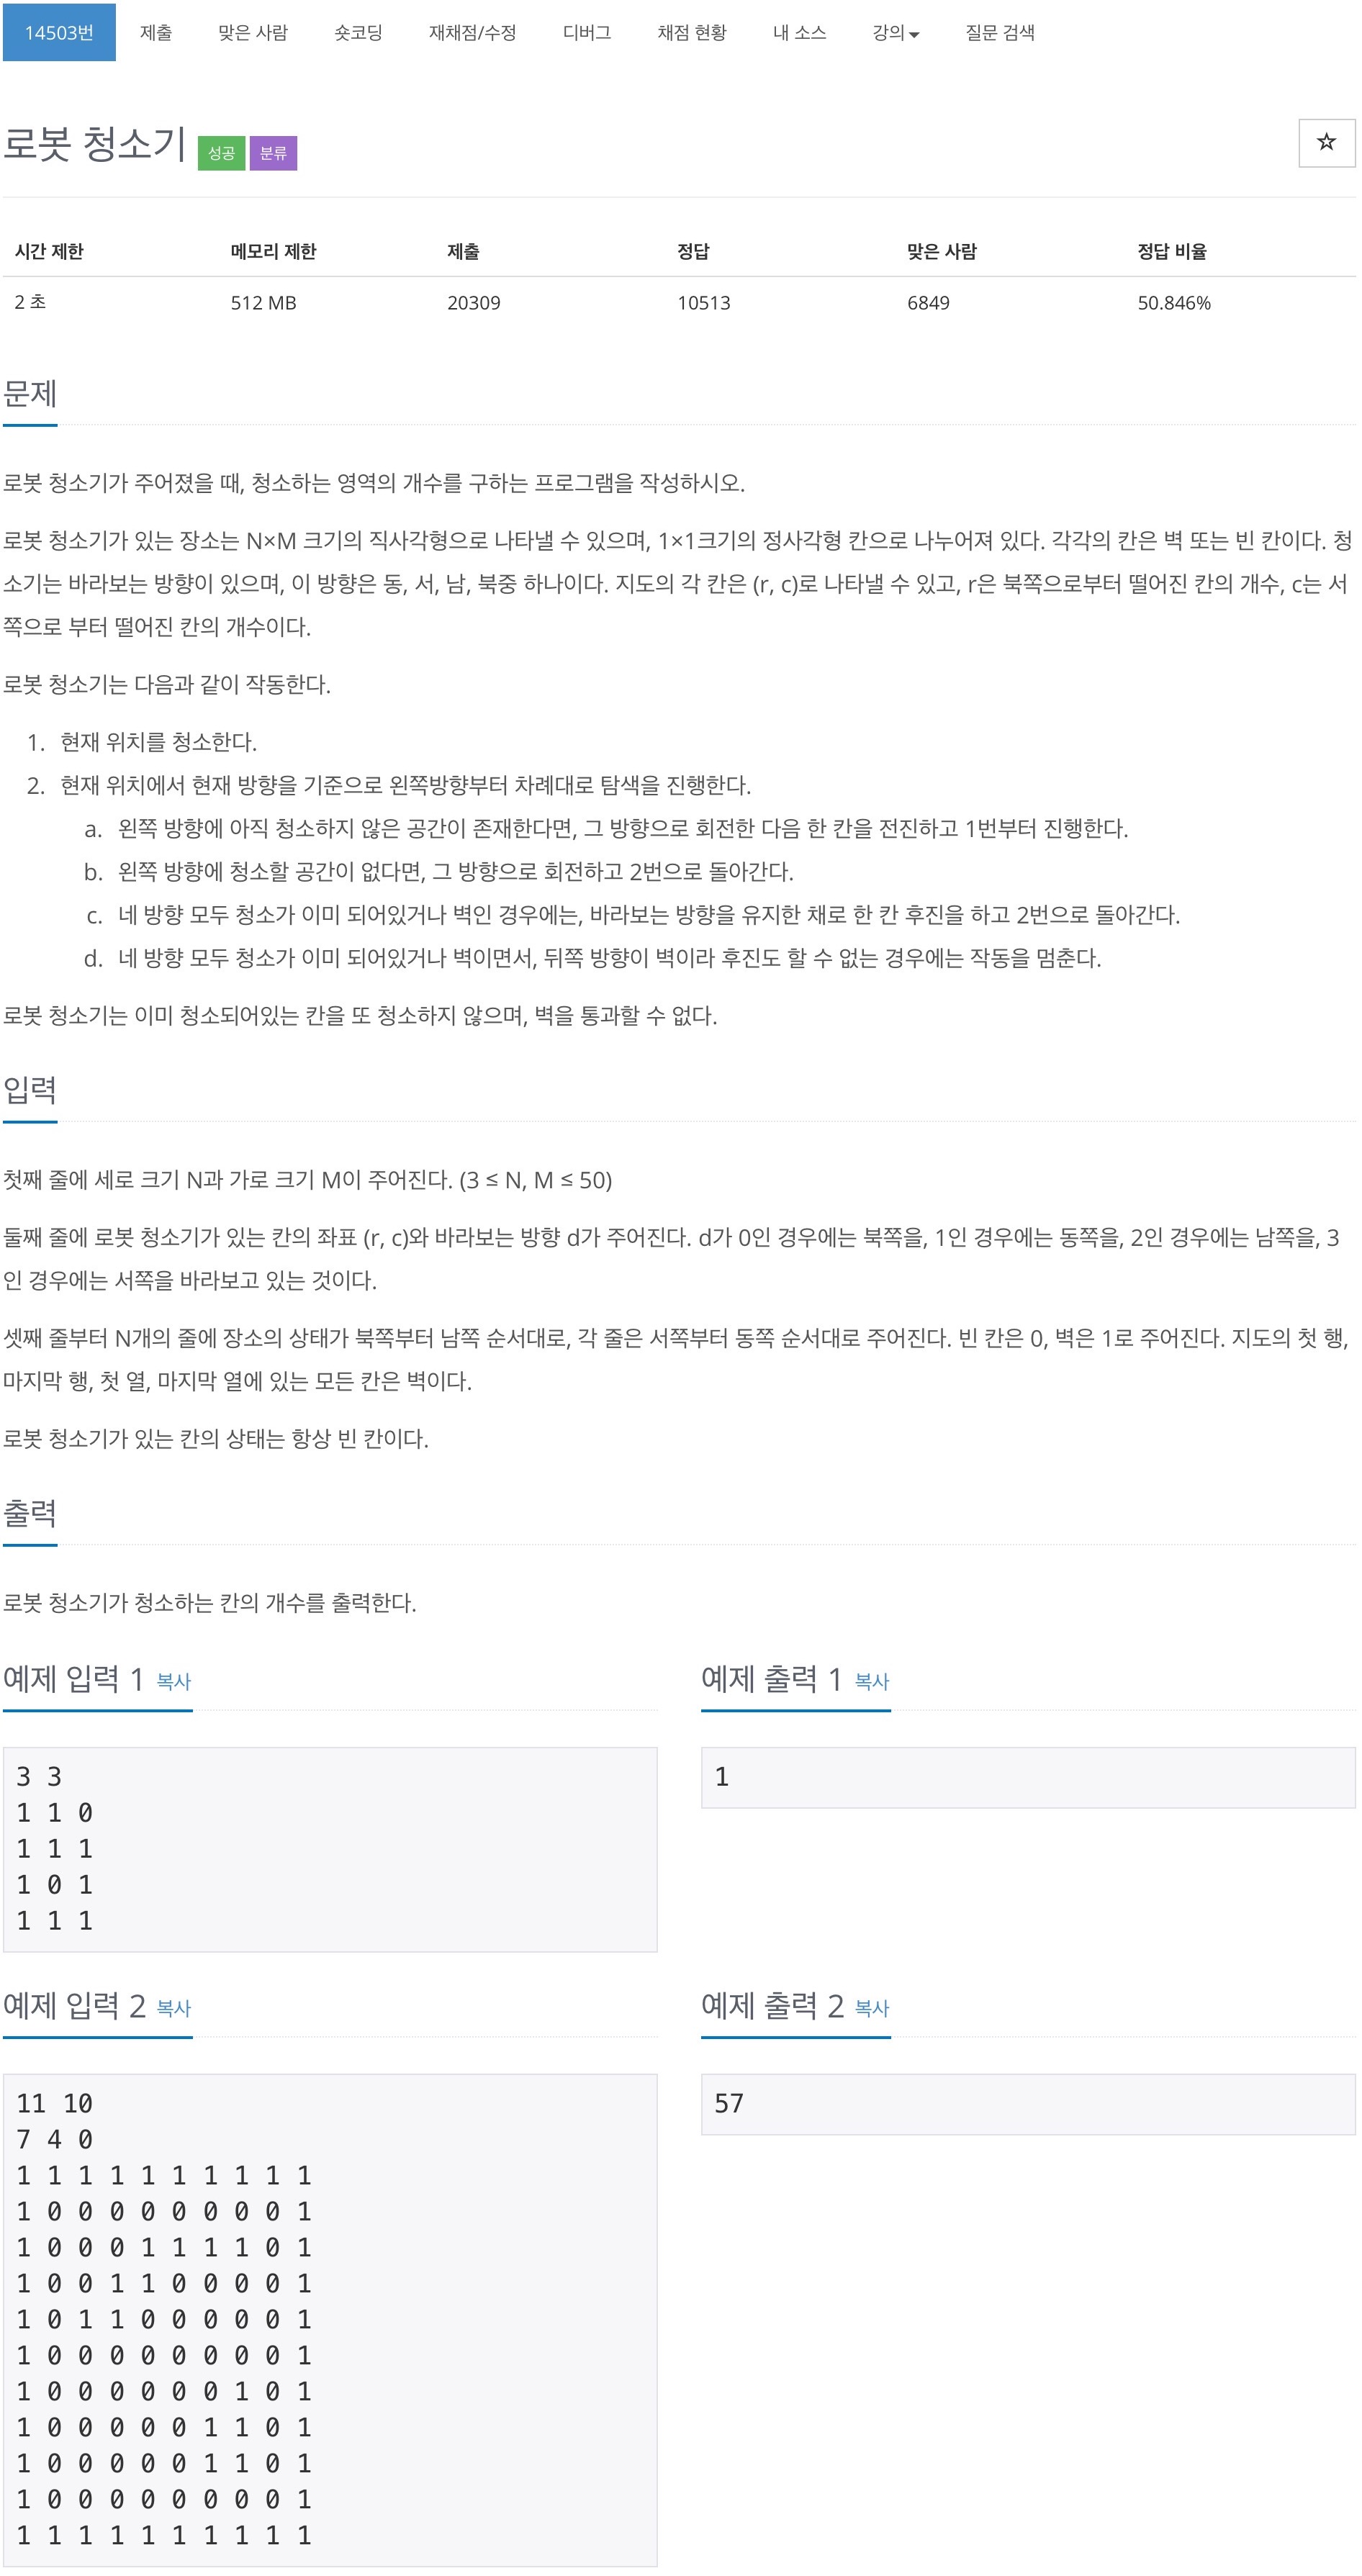 14503번 제출 맞은 사람 숏코딩 재채점/수정 디버그 채점 현황 내 소스 강의 질문 검색
로봇 청소기 성공 분류
시간 제한 메모리 제한 제출 정답 맞은 사람 정답 비율
2 초 512 MB 20309 10513 6849 50.846%
문제
로봇 청소기가 주어졌을 때, 청소하는 영역의 개수를 구하는 프로그램을 작성하시오.
로봇 청소기가 있는 장소는 N×M 크기의 직사각형으로 나타낼 수 있으며, 1×1크기의 정사각형 칸으로 나누어져 있다. 각각의 칸은 벽 또는 빈 칸이다. 청
소기는 바라보는 방향이 있으며, 이 방향은 동, 서, 남, 북중 하나이다. 지도의 각 칸은 (r, c)로 나타낼 수 있고, r은 북쪽으로부터 떨어진 칸의 개수, c는 서
쪽으로 부터 떨어진 칸의 개수이다.
로봇 청소기는 다음과 같이 작동한다.
1. 현재 위치를 청소한다.
2. 현재 위치에서 현재 방향을 기준으로 왼쪽방향부터 차례대로 탐색을 진행한다.
a. 왼쪽 방향에 아직 청소하지 않은 공간이 존재한다면, 그 방향으로 회전한 다음 한 칸을 전진하고 1번부터 진행한다.
b. 왼쪽 방향에 청소할 공간이 없다면, 그 방향으로 회전하고 2번으로 돌아간다.
c. 네 방향 모두 청소가 이미 되어있거나 벽인 경우에는, 바라보는 방향을 유지한 채로 한 칸 후진을 하고 2번으로 돌아간다.
d. 네 방향 모두 청소가 이미 되어있거나 벽이면서, 뒤쪽 방향이 벽이라 후진도 할 수 없는 경우에는 작동을 멈춘다.
로봇 청소기는 이미 청소되어있는 칸을 또 청소하지 않으며, 벽을 통과할 수 없다.
입력
첫째 줄에 세로 크기 N과 가로 크기 M이 주어진다. (3 ≤ N, M ≤ 50)
둘째 줄에 로봇 청소기가 있는 칸의 좌표 (r, c)와 바라보는 방향 d가 주어진다. d가 0인 경우에는 북쪽을, 1인 경우에는 동쪽을, 2인 경우에는 남쪽을, 3
인 경우에는 서쪽을 바라보고 있는 것이다.
셋째 줄부터 N개의 줄에 장소의 상태가 북쪽부터 남쪽 순서대로, 각 줄은 서쪽부터 동쪽 순서대로 주어진다. 빈 칸은 0, 벽은 1로 주어진다. 지도의 첫 행,
마지막 행, 첫 열, 마지막 열에 있는 모든 칸은 벽이다.
로봇 청소기가 있는 칸의 상태는 항상 빈 칸이다.
출력
로봇 청소기가 청소하는 칸의 개수를 출력한다.
예제 입력 1 복사
3 3
1 1 0
1 1 1
1 0 1
1 1 1
예제 출력 1 복사
1
예제 입력 2 복사
11 10
7 4 0
1 1 1 1 1 1 1 1 1 1
1 0 0 0 0 0 0 0 0 1
1 0 0 0 1 1 1 1 0 1
1 0 0 1 1 0 0 0 0 1
1 0 1 1 0 0 0 0 0 1
1 0 0 0 0 0 0 0 0 1
1 0 0 0 0 0 0 1 0 1
1 0 0 0 0 0 1 1 0 1
1 0 0 0 0 0 1 1 0 1
1 0 0 0 0 0 0 0 0 1
1 1 1 1 1 1 1 1 1 1
예제 출력 2 복사
57